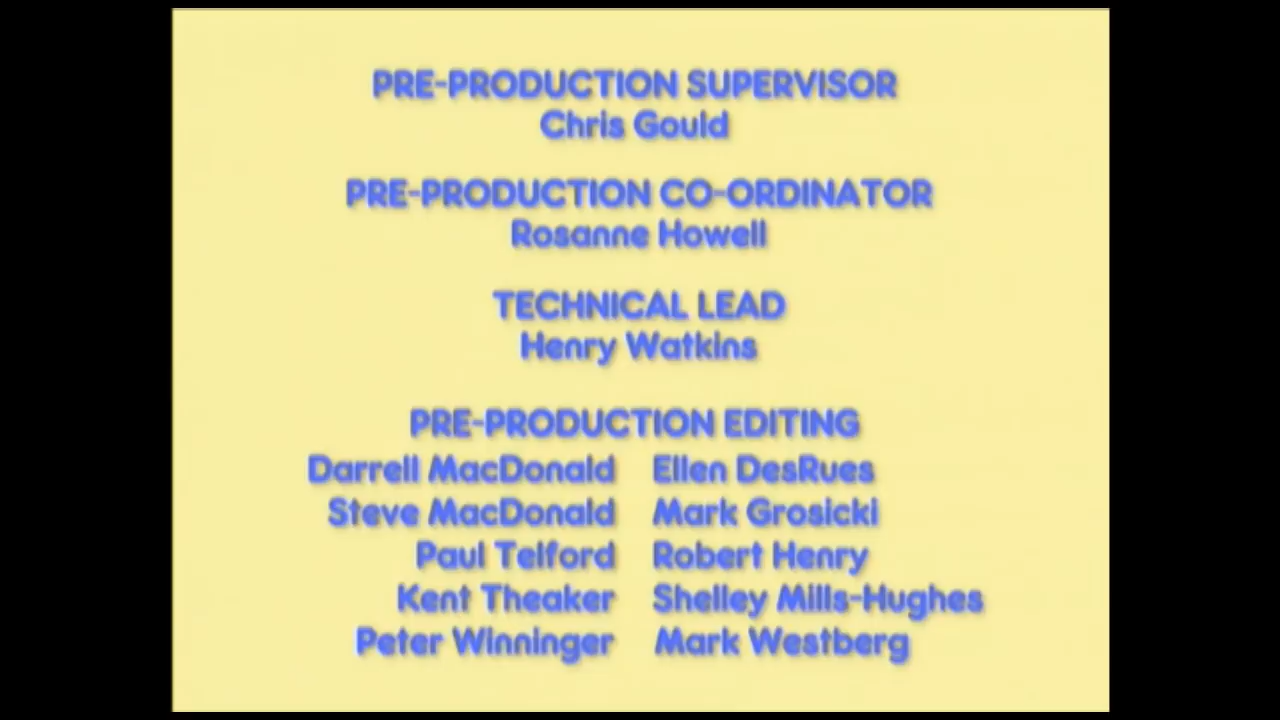 PRE-PRODUCTION SUPERVISOR
Chris Gould
PRE-PRODUCTION CO-ORDINATOR
Rosanne Howell
TECHNICAL LEAD
Henry Watkins
PRE-PRODUCTION EDITING
Darrell MacDonald Ellen DesRues
Steve MacDonald Mark Grosicki
Paul Telford Robert Henry
Kent Theaker Shelley Mills-Hughes
Peter Winninger Mark Westberg